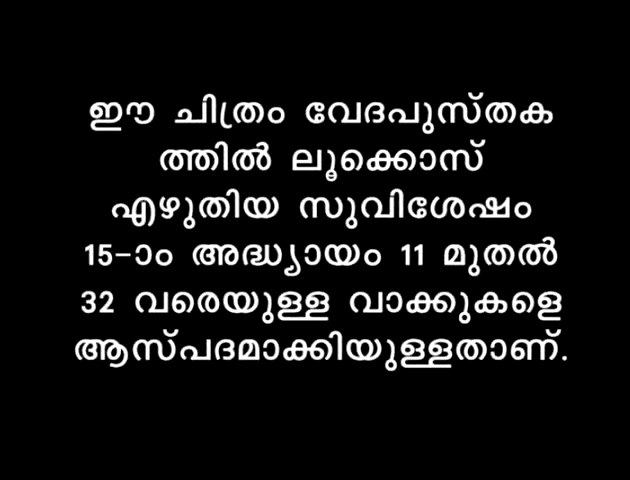 ഈ ചിത്രം വേദപുസ്തക
ത്തിൽ ലൂക്കൊസ്
എഴുതിയ സുവിശേഷം
15-ാം അദ്ധ്യായം 11 മുതൽ
32 വരെയുള്ള വാക്കുകളെ
ആസ്പദമാക്കിയുള്ളതാണ്.